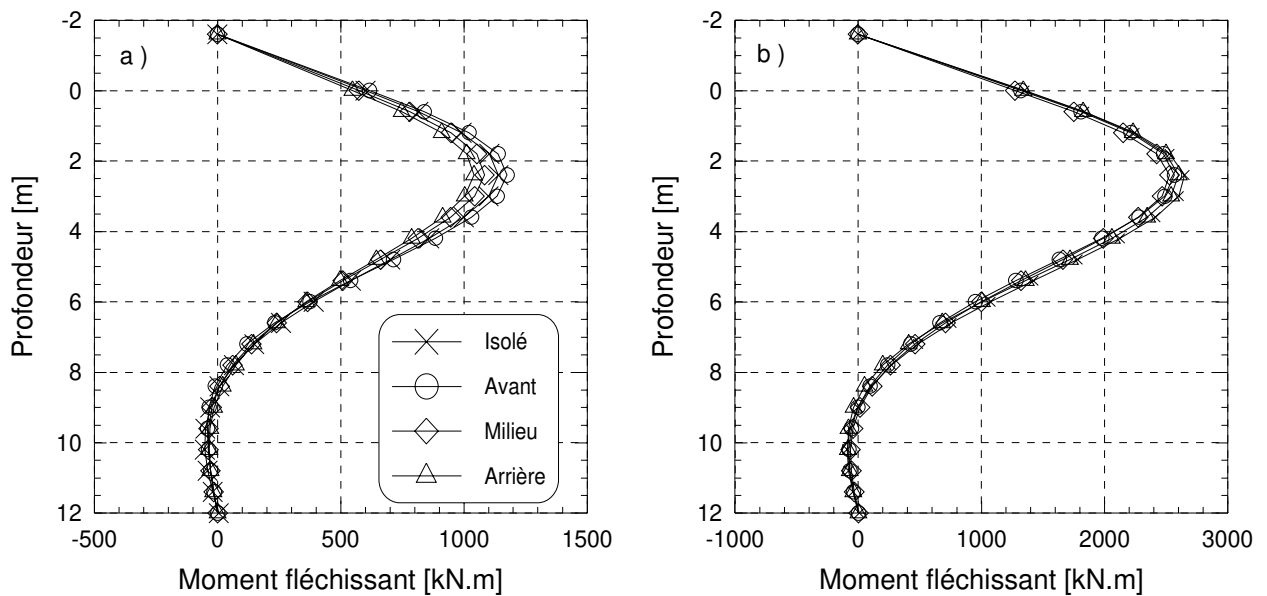 a )
-2
0
2
4
6
8
10
12
Profondeur [m]
-500
0
500
1000
1500
Moment fléchissant [kN.m]
Isolé
Avant
Milieu
Arrière
b )
-2
0
2
4
6
8
10
12
Profondeur [m]
-1000
0
1000
2000
3000
Moment fléchissant [kN.m]